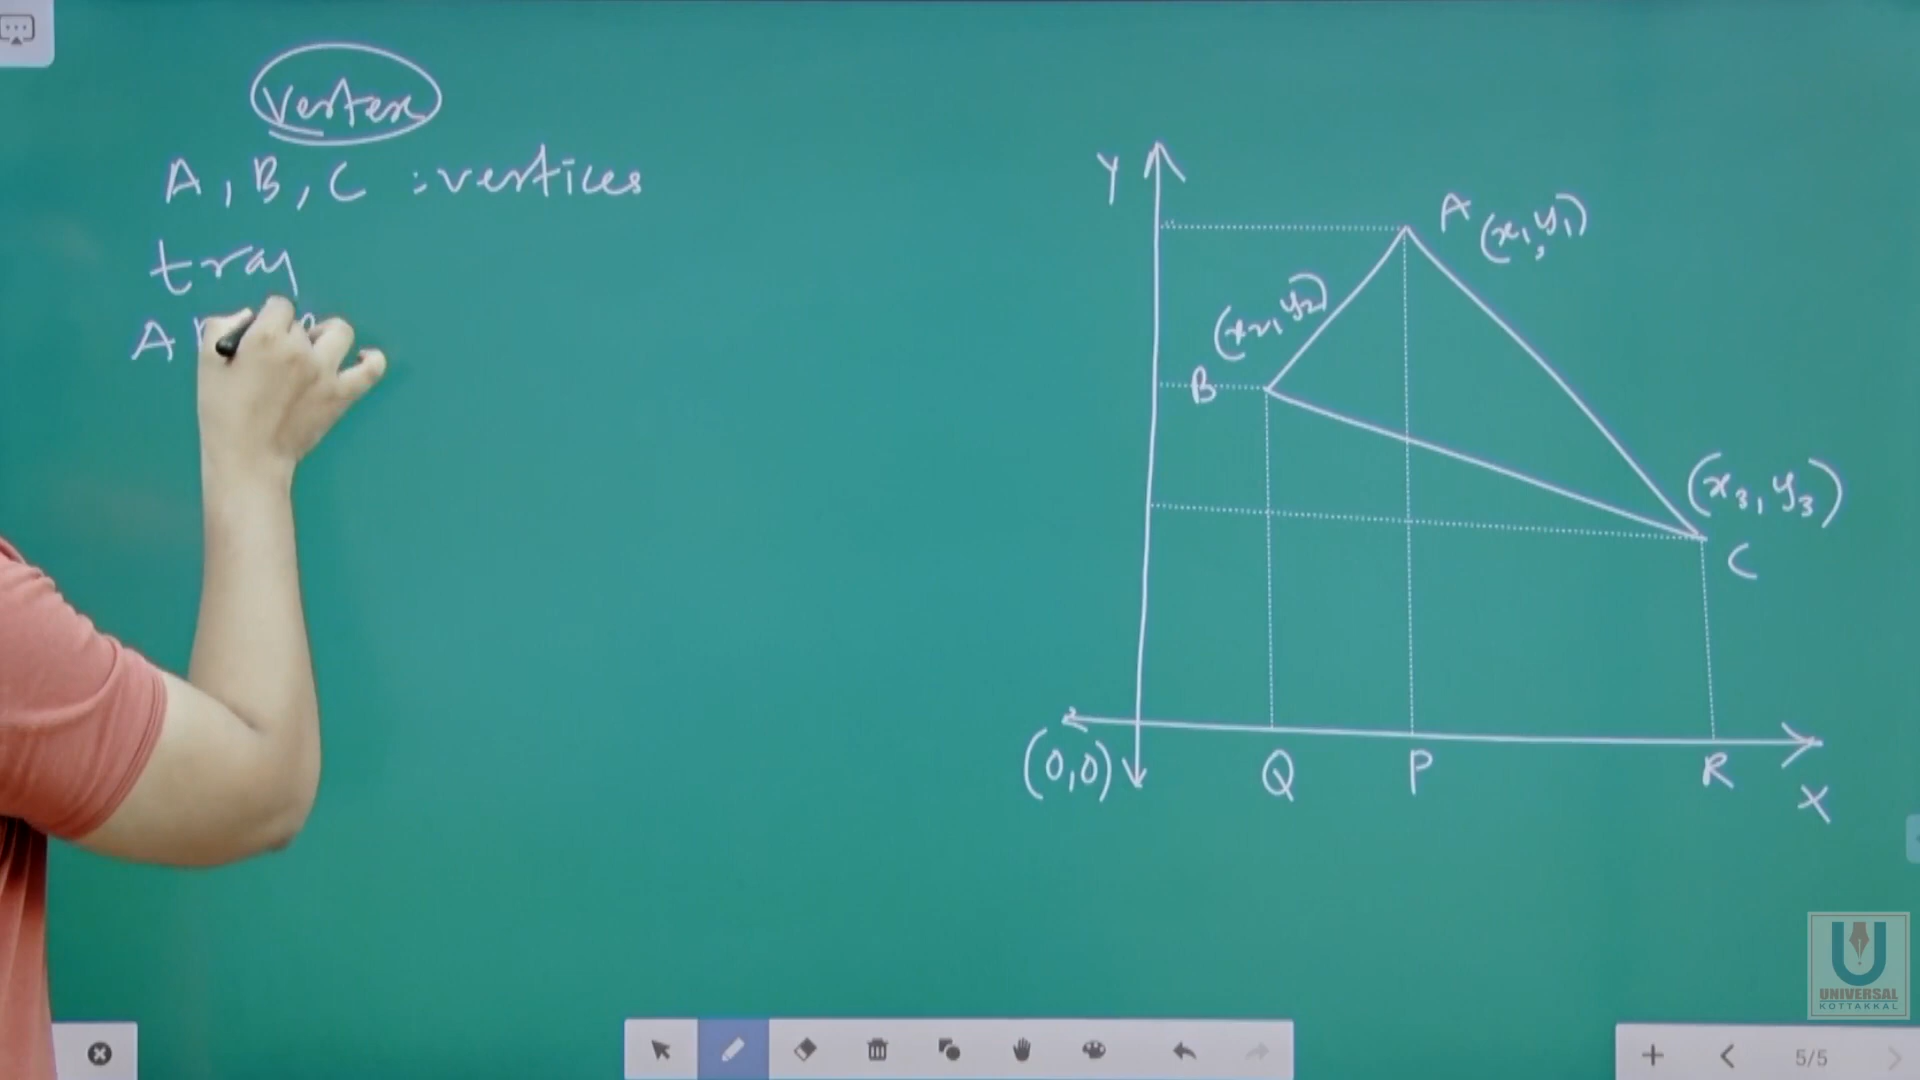 vertex
A, B, C : vertices
trap
A
Y
A (x1, y1)
(x2, y2)
B
(x3, y3)
C
(0,0)
Q
P
R
X
U
UNIVERSAL
KOTTAKKAL
5/5